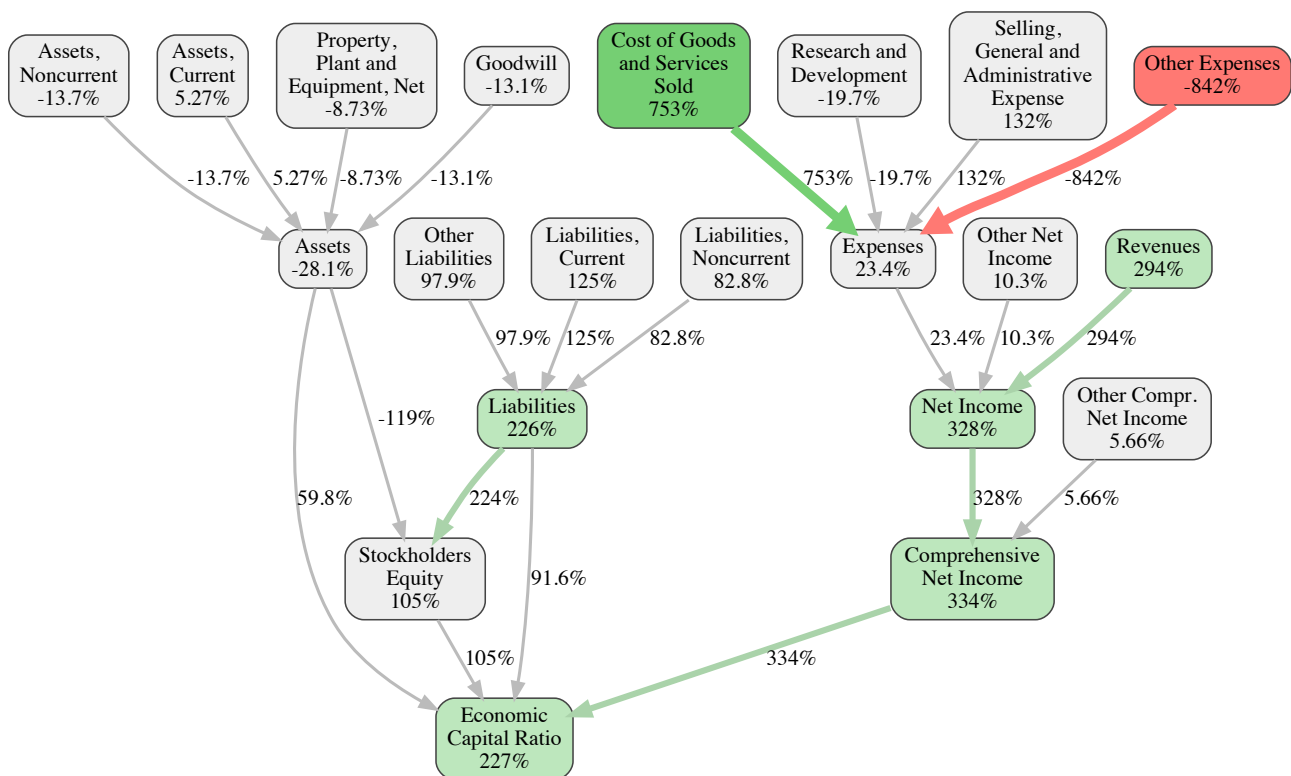 Assets,
Noncurrent
-13.7%
Assets,
Current
5.27%
Property,
Plant and
Equipment, Net
-8.73%
Goodwill
-13.1%
Cost of Goods
and Services
Sold
753%
Research and
Development
-19.7%
Selling,
General and
Administrative
Expense
132%
Other Expenses
-842%
-13.7%
5.27%
-8.73%
-13.1%
753%
-19.7%
132%
-842%
Assets
-28.1%
Other
Liabilities
97.9%
Liabilities,
Current
125%
Liabilities,
Noncurrent
82.8%
Expenses
23.4%
Other Net
Income
10.3%
Revenues
294%
97.9%
125%
82.8%
23.4%
10.3%
294%
-119%
Liabilities
226%
Net Income
328%
Other Compr.
Net Income
5.66%
59.8%
224%
328%
5.66%
Stockholders
Equity
105%
91.6%
Comprehensive
Net Income
334%
105%
334%
Economic
Capital Ratio
227%